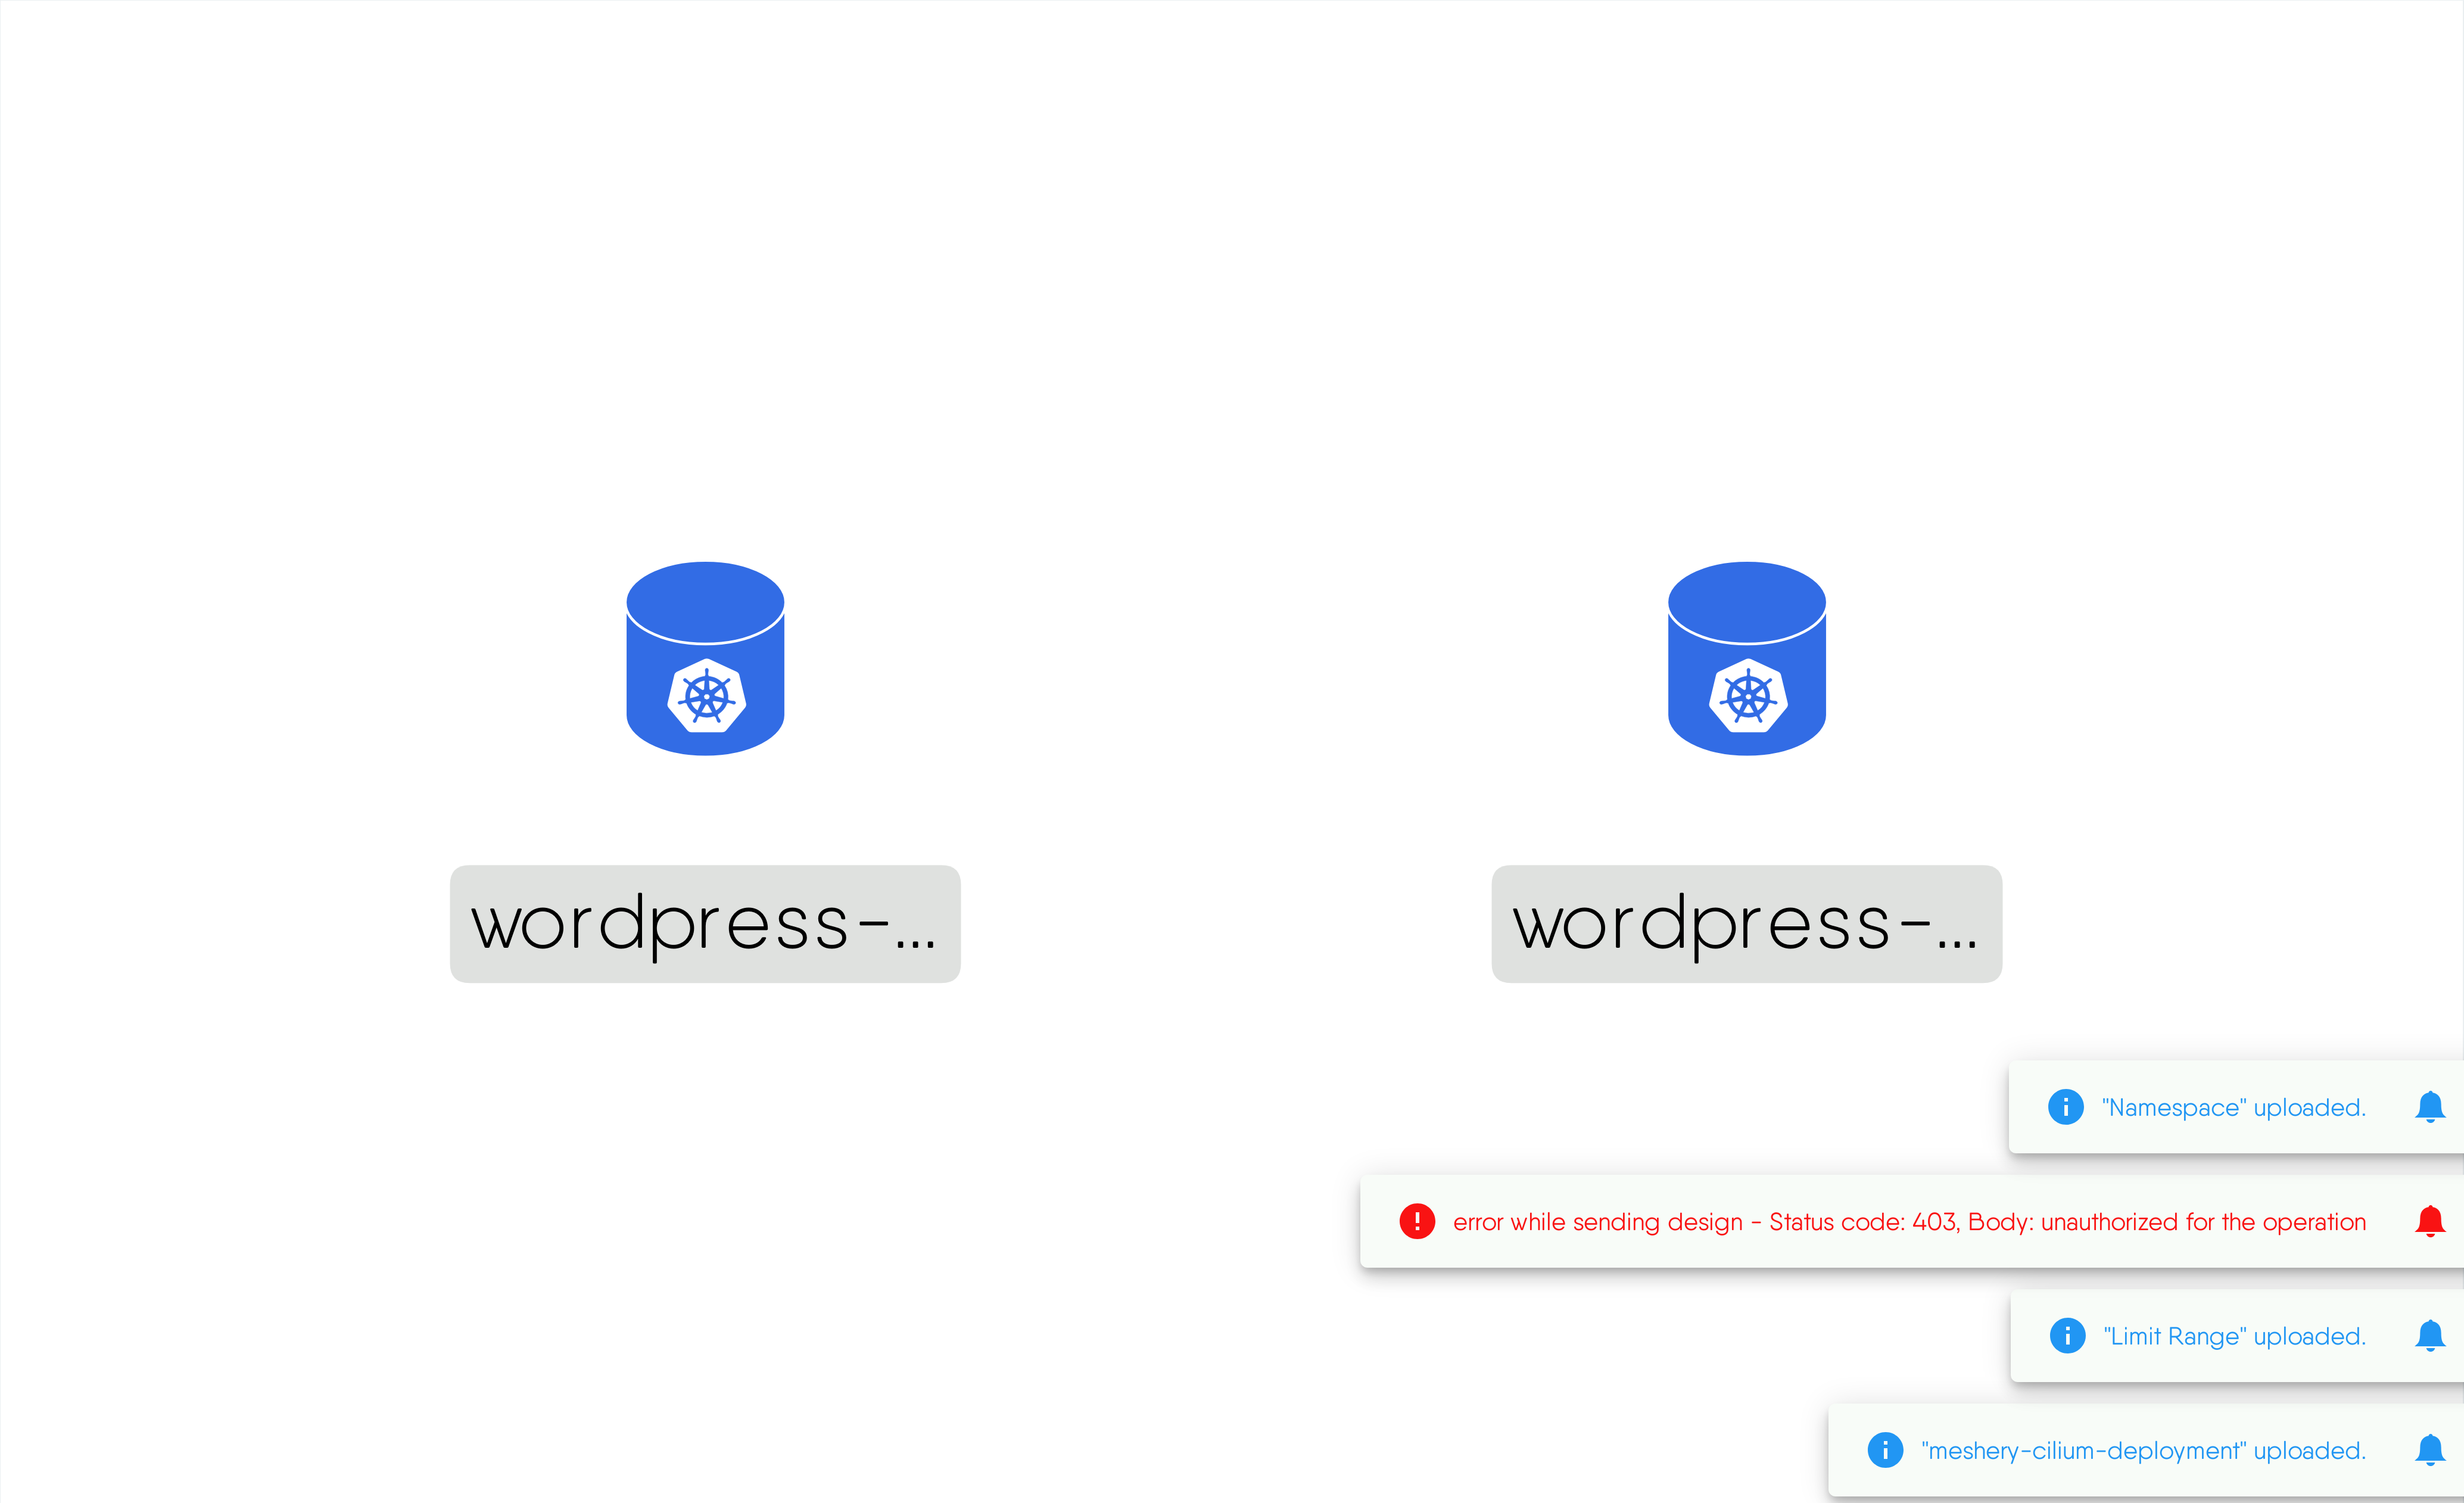 wordpress-...
wordpress-...
"Namespace" uploaded.
error while sending design - Status code: 403, Body: unauthorized for the operation
"Limit Range" uploaded.
"meshery-cilium-deployment" uploaded.